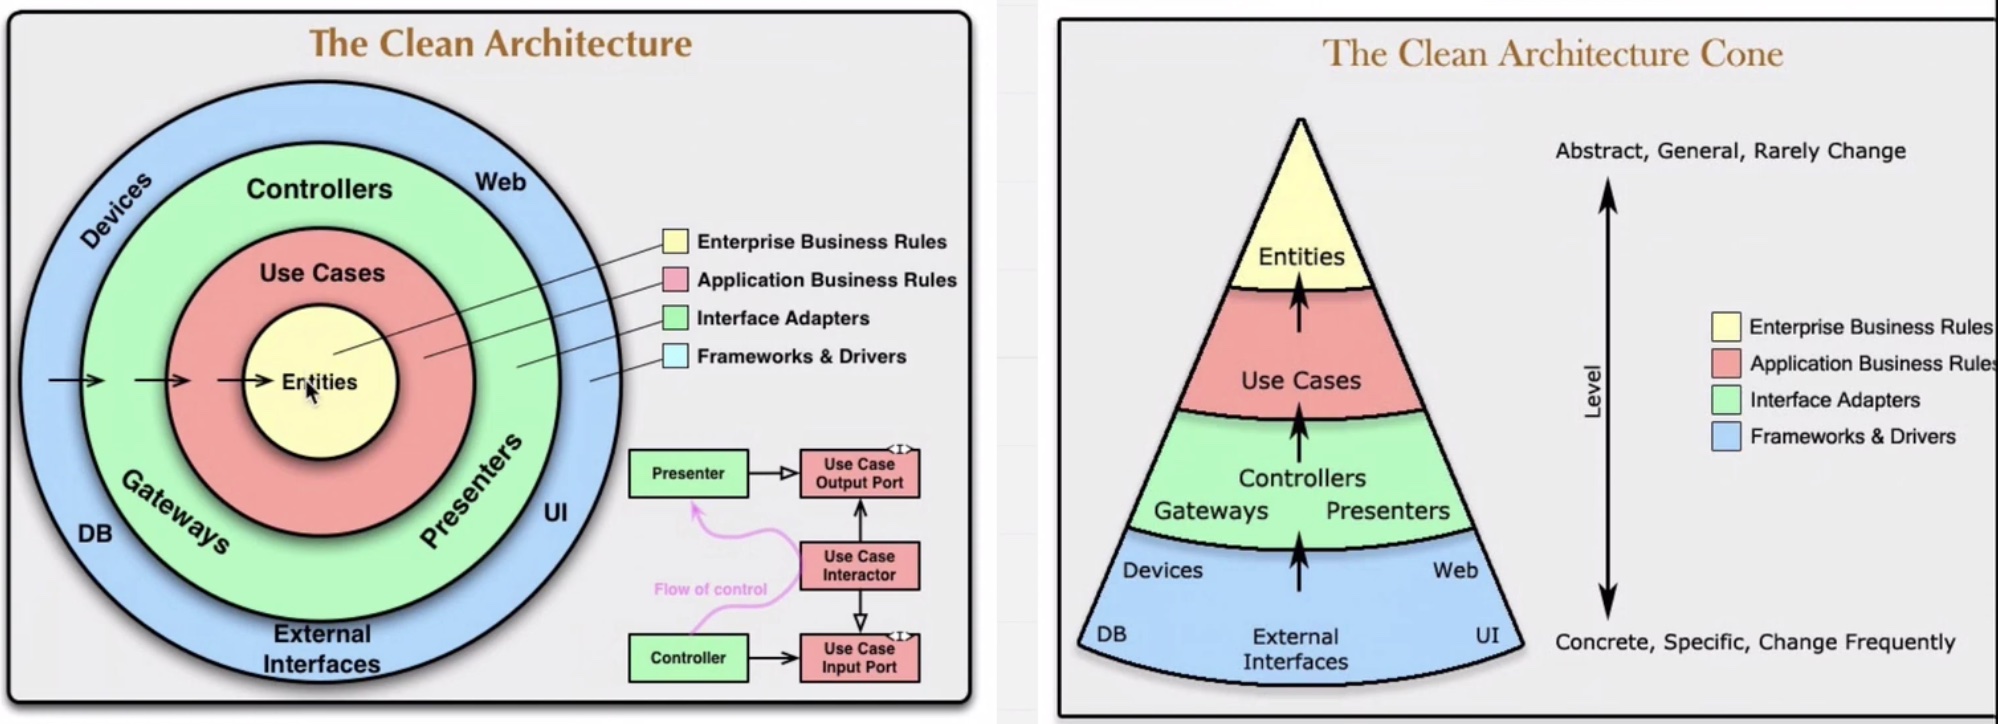 The Clean Architecture
Devices
Controllers
Web
Use Cases
Entities
Gateways
Presenters
DB
UI
External
Interfaces
Enterprise Business Rules
Application Business Rules
Interface Adapters
Frameworks & Drivers
Presenter
<I>
Use Case
Output Port
Use Case
Interactor
Flow of control
Controller
<I>
Use Case
Input Port
The Clean Architecture Cone
Entities
Use Cases
Controllers
Gateways Presenters
Devices Web
DB
External
Interfaces
UI
Abstract, General, Rarely Change
Level
Concrete, Specific, Change Frequently
Enterprise Business Rules
Application Business Rules
Interface Adapters
Frameworks & Drivers